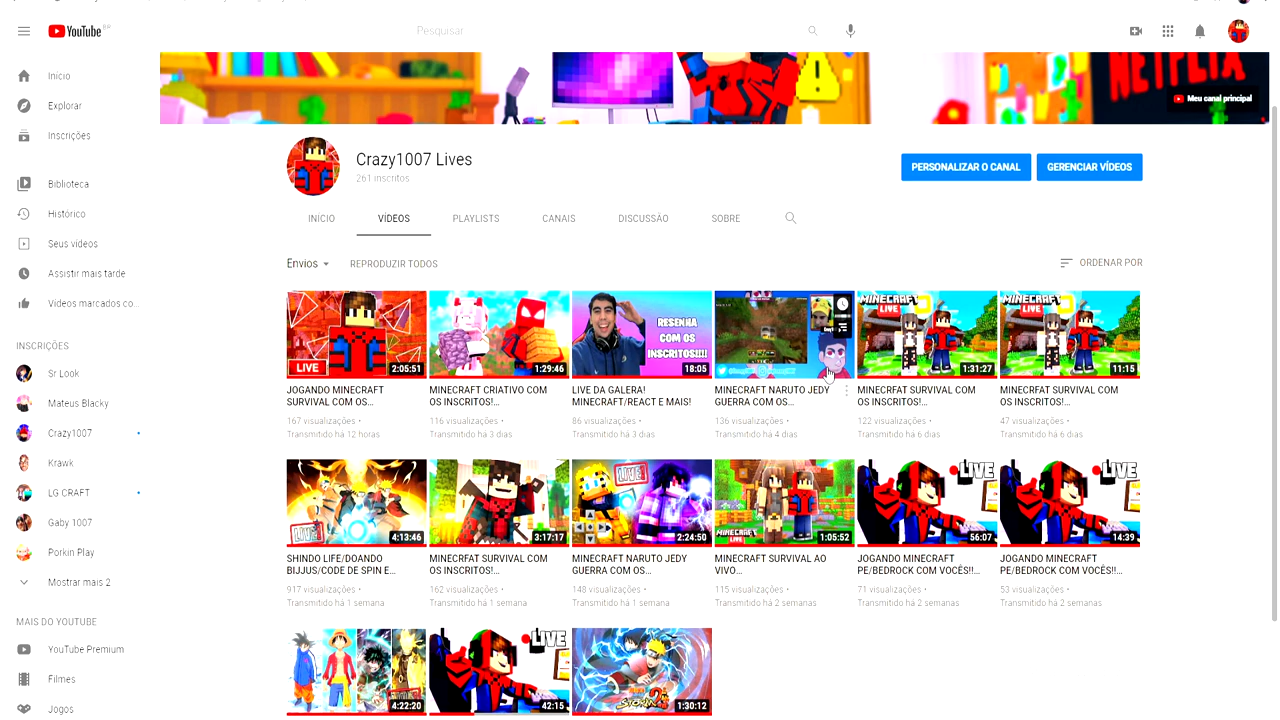 YouTube BR
Pesquisar
Início
Explorar
Inscrições
Biblioteca
Histórico
Seus vídeos
Assistir mais tarde
Vídeos marcados co...
INSCRIÇÕES
Sr Look
Mateus Blacky
Crazy1007
Krawk
LG CRAFT
Gaby 1007
Porkin Play
Mostrar mais 2
MAIS DO YOUTUBE
YouTube Premium
Filmes
Jogos
NETFLIX
Meu canal principal
Crazy1007 Lives
261 inscritos
PERSONALIZAR O CANAL
GERENCIAR VÍDEOS
INÍCIO
VÍDEOS
PLAYLISTS
CANAIS
DISCUSSÃO
SOBRE
Envios
REPRODUZIR TODOS
ORDENAR POR
LIVE
2:05:51
JOGANDO MINECRAFT
SURVIVAL COM OS...
167 visualizações •
Transmitido há 12 horas
1:29:46
MINECRAFT CRIATIVO COM
OS INSCRITOS!...
116 visualizações •
Transmitido há 3 dias
RESENHA
COM OS
INSCRITOS!!!!
18:05
LIVE DA GALERA!
MINECRAFT/REACT E MAIS!
86 visualizações •
Transmitido há 3 dias
MINECRAFT NARUTO JEDY
GUERRA COM OS...
136 visualizações •
Transmitido há 4 dias
MINECRAFT
LIVE
1:31:27
MINECRFAT SURVIVAL COM
OS INSCRITOS!...
122 visualizações •
Transmitido há 6 dias
MINECRAFT
LIVE
11:15
MINECRFAT SURVIVAL COM
OS INSCRITOS!...
47 visualizações •
Transmitido há 6 dias
LIVE
4:13:46
SHINDO LIFE/DOANDO
BIJJUS/CODE DE SPIN E...
917 visualizações •
Transmitido há 1 semana
3:17:17
MINECRFAT SURVIVAL COM
OS INSCRITOS!...
162 visualizações •
Transmitido há 1 semana
LIVE
2:24:50
MINECRAFT NARUTO JEDY
GUERRA COM OS...
148 visualizações •
Transmitido há 1 semana
MINECRAFT
LIVE
1:05:52
MINECRAFT SURVIVAL AO
VIVO...
115 visualizações •
Transmitido há 2 semanas
LIVE
56:07
JOGANDO MINECRAFT
PE/BEDROCK COM VOCÊS!!...
71 visualizações •
Transmitido há 2 semanas
LIVE
14:39
JOGANDO MINECRAFT
PE/BEDROCK COM VOCÊS!!...
53 visualizações •
Transmitido há 2 semanas
4:22:20
LIVE
42:15
STORM 2
1:30:12